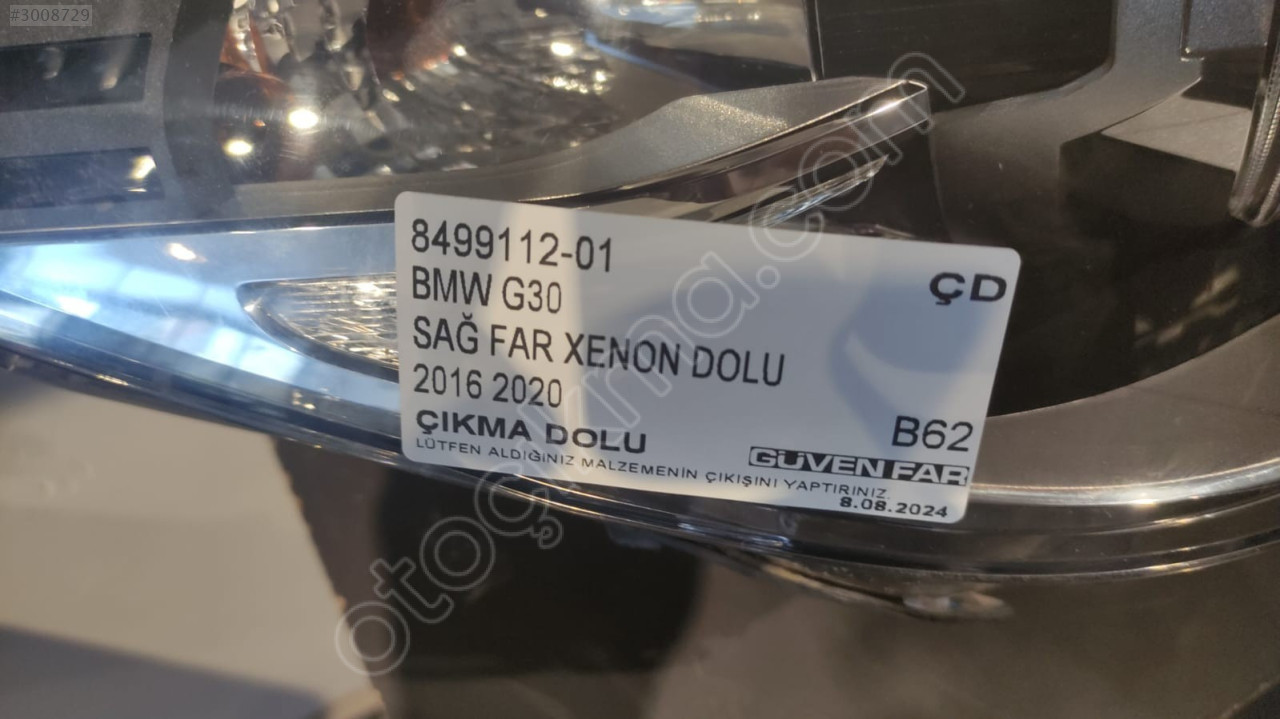 #3008729
8499112-01
ÇD
BMW G30
SAĞ FAR XENON DOLU
2016 2020
B62
ÇIKMA DOLU
GÜVEN FAR
LÜTFEN ALDIĞINIZ MALZEMENİN ÇIKIŞINI YAPTIRINIZ.
8.08.2024
otoçıkma.com